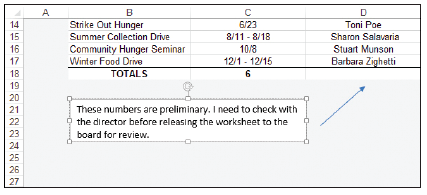 A B C D
14 Strike Out Hunger 6/23 Toni Poe
15 Summer Collection Drive 8/11 - 8/18 Sharon Salavaria
16 Community Hunger Seminar 10/8 Stuart Munson
17 Winter Food Drive 12/1 - 12/15 Barbara Zighetti
18 TOTALS 6
19
20
21 These numbers are preliminary. I need to check with
22 the director before releasing the worksheet to the
23 board for review.
24
25
26
27